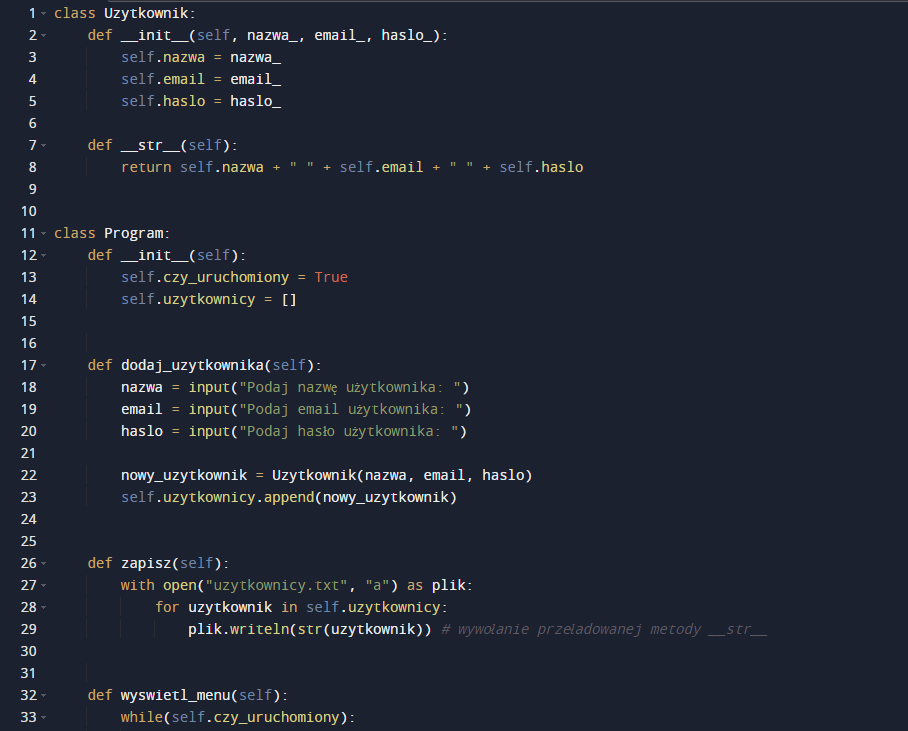 1 class Uzytkownik:
2     def __init__(self, nazwa_, email_, haslo_):
3         self.nazwa = nazwa_
4         self.email = email_
5         self.haslo = haslo_
6
7     def __str__(self):
8         return self.nazwa + " " + self.email + " " + self.haslo
9
10
11 class Program:
12     def __init__(self):
13         self.czy_uruchomiony = True
14         self.uzytkownicy = []
15
16
17     def dodaj_uzytkownika(self):
18         nazwa = input("Podaj nazwę użytkownika: ")
19         email = input("Podaj email użytkownika: ")
20         haslo = input("Podaj hasło użytkownika: ")
21
22         nowy_uzytkownik = Uzytkownik(nazwa, email, haslo)
23         self.uzytkownicy.append(nowy_uzytkownik)
24
25
26     def zapisz(self):
27         with open("uzytkownicy.txt", "a") as plik:
28             for uzytkownik in self.uzytkownicy:
29                 plik.writeln(str(uzytkownik)) # wywołanie przeładowanej metody __str__
30
31
32     def wyswietl_menu(self):
33         while(self.czy_uruchomiony):